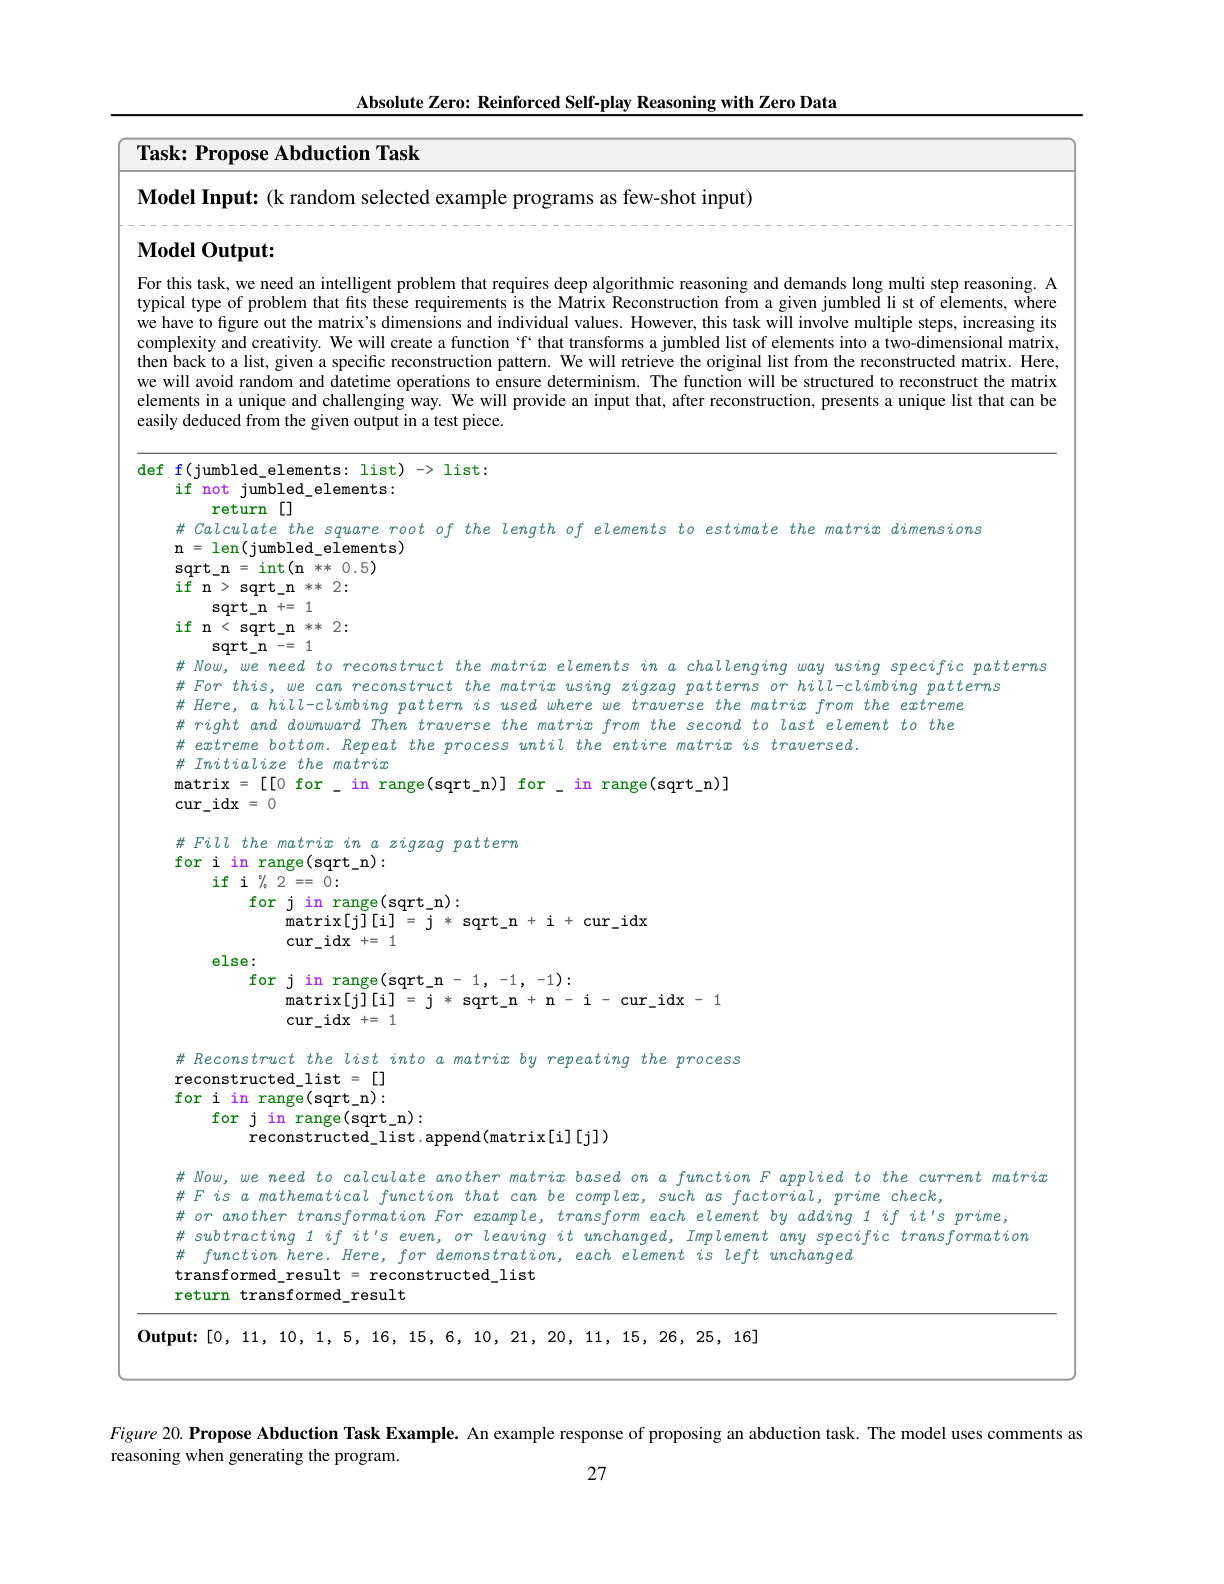 Absolute Zero: Reinforced Self-play Reasoning with Zero Data
Task: Propose Abduction Task
Model Input: (k random selected example programs as few-shot input)
Model Output:
For this task, we need an intelligent problem that requires deep algorithmic reasoning and demands long multi step reasoning. A
typical type of problem that fits these requirements is the Matrix Reconstruction from a given jumbled li st of elements, where
we have to figure out the matrix's dimensions and individual values. However, this task will involve multiple steps, increasing its
complexity and creativity. We will create a function ‘f‘ that transforms a jumbled list of elements into a two-dimensional matrix,
then back to a list, given a specific reconstruction pattern. We will retrieve the original list from the reconstructed matrix. Here,
we will avoid random and datetime operations to ensure determinism. The function will be structured to reconstruct the matrix
elements in a unique and challenging way. We will provide an input that, after reconstruction, presents a unique list that can be
easily deduced from the given output in a test piece.
def f(jumbled_elements: list) -> list:
    if not jumbled_elements:
        return []
    # Calculate the square root of the length of elements to estimate the matrix dimensions
    n = len(jumbled_elements)
    sqrt_n = int(n ** 0.5)
    if n > sqrt_n ** 2:
        sqrt_n += 1
    if n < sqrt_n ** 2:
        sqrt_n -= 1
    # Now, we need to reconstruct the matrix elements in a challenging way using specific patterns
    # For this, we can reconstruct the matrix using zigzag patterns or hill-climbing patterns
    # Here, a hill-climbing pattern is used where we traverse the matrix from the extreme
    # right and downward Then traverse the matrix from the second to last element to the
    # extreme bottom. Repeat the process until the entire matrix is traversed.
    # Initialize the matrix
    matrix = [[0 for _ in range(sqrt_n)] for _ in range(sqrt_n)]
    cur_idx = 0
    # Fill the matrix in a zigzag pattern
    for i in range(sqrt_n):
        if i % 2 == 0:
            for j in range(sqrt_n):
                matrix[j][i] = j * sqrt_n + i + cur_idx
                cur_idx += 1
        else:
            for j in range(sqrt_n - 1, -1, -1):
                matrix[j][i] = j * sqrt_n + n - i - cur_idx - 1
                cur_idx += 1
    # Reconstruct the list into a matrix by repeating the process
    reconstructed_list = []
    for i in range(sqrt_n):
        for j in range(sqrt_n):
            reconstructed_list.append(matrix[i][j])
    # Now, we need to calculate another matrix based on a function F applied to the current matrix
    # F is a mathematical function that can be complex, such as factorial, prime check,
    # or another transformation For example, transform each element by adding 1 if it's prime,
    # subtracting 1 if it's even, or leaving it unchanged, Implement any specific transformation
    #  function here. Here, for demonstration, each element is left unchanged
    transformed_result = reconstructed_list
    return transformed_result
Output: [0, 11, 10, 1, 5, 16, 15, 6, 10, 21, 20, 11, 15, 26, 25, 16]
Figure 20. Propose Abduction Task Example. An example response of proposing an abduction task. The model uses comments as
reasoning when generating the program.
27